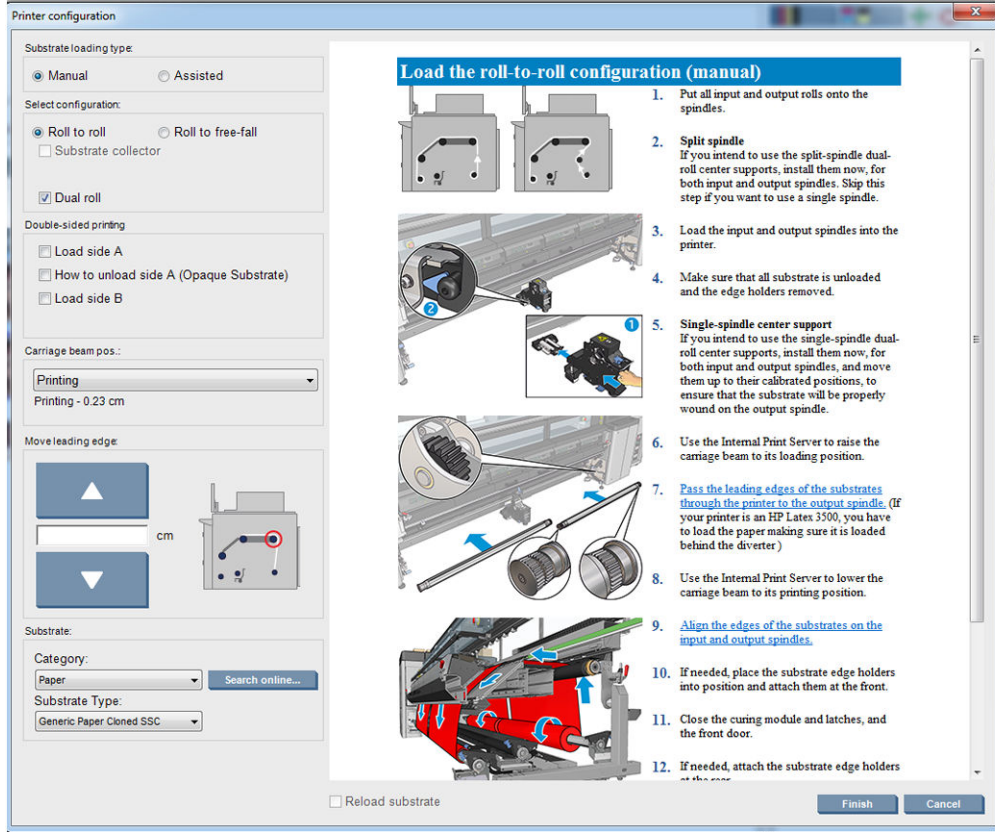 Printer configuration
Substrate loading type:
Manual
Assisted
Select configuration:
Roll to roll
Roll to free-fall
Substrate collector
Dual roll
Double-sided printing
Load side A
How to unload side A (Opaque Substrate)
Load side B
Carriage beam pos.:
Printing
Printing - 0.23 cm
Move leading edge:
cm
Substrate:
Category:
Paper
Search online...
Substrate Type:
Generic Paper Cloned SSC
Load the roll-to-roll configuration (manual)
1. Put all input and output rolls onto the
spindles.
2. Split spindle
If you intend to use the split-spindle dual-
roll center supports, install them now, for
both input and output spindles. Skip this
step if you want to use a single spindle.
3. Load the input and output spindles into the
printer.
4. Make sure that all substrate is unloaded
and the edge holders removed.
5. Single-spindle center support
If you intend to use the single-spindle dual-
roll center supports, install them now, for
both input and output spindles, and move
them up to their calibrated positions, to
ensure that the substrate will be properly
wound on the output spindle.
6. Use the Internal Print Server to raise the
carriage beam to its loading position.
7. Pass the leading edges of the substrates
through the printer to the output spindle. (If
your printer is an HP Latex 3500, you have
to load the paper making sure it is loaded
behind the diverter )
8. Use the Internal Print Server to lower the
carriage beam to its printing position.
9. Align the edges of the substrates on the
input and output spindles.
10. If needed, place the substrate edge holders
into position and attach them at the front.
11. Close the curing module and latches, and
the front door.
12. If needed, attach the substrate edge holders
at the rear
2
1
Reload substrate
Finish
Cancel